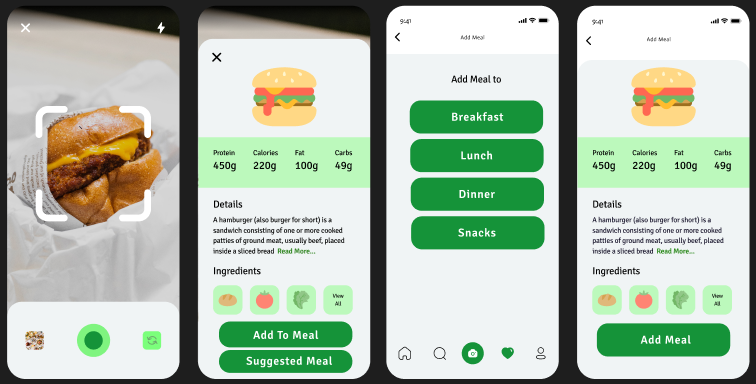 Protein Calories Fat Carbs
450g 220g 100g 49g
Details
A hamburger (also burger for short) is a
sandwich consisting of one or more cooked
patties of ground meat, usually beef, placed
inside a sliced bread Read More...
Ingredients
View
All
Add To Meal
Suggested Meal
9:41
Add Meal
Add Meal to
Breakfast
Lunch
Dinner
Snacks
9:41
Add Meal
Protein Calories Fat Carbs
450g 220g 100g 49g
Details
A hamburger (also burger for short) is a
sandwich consisting of one or more cooked
patties of ground meat, usually beef, placed
inside a sliced bread Read More...
Ingredients
View
All
Add Meal